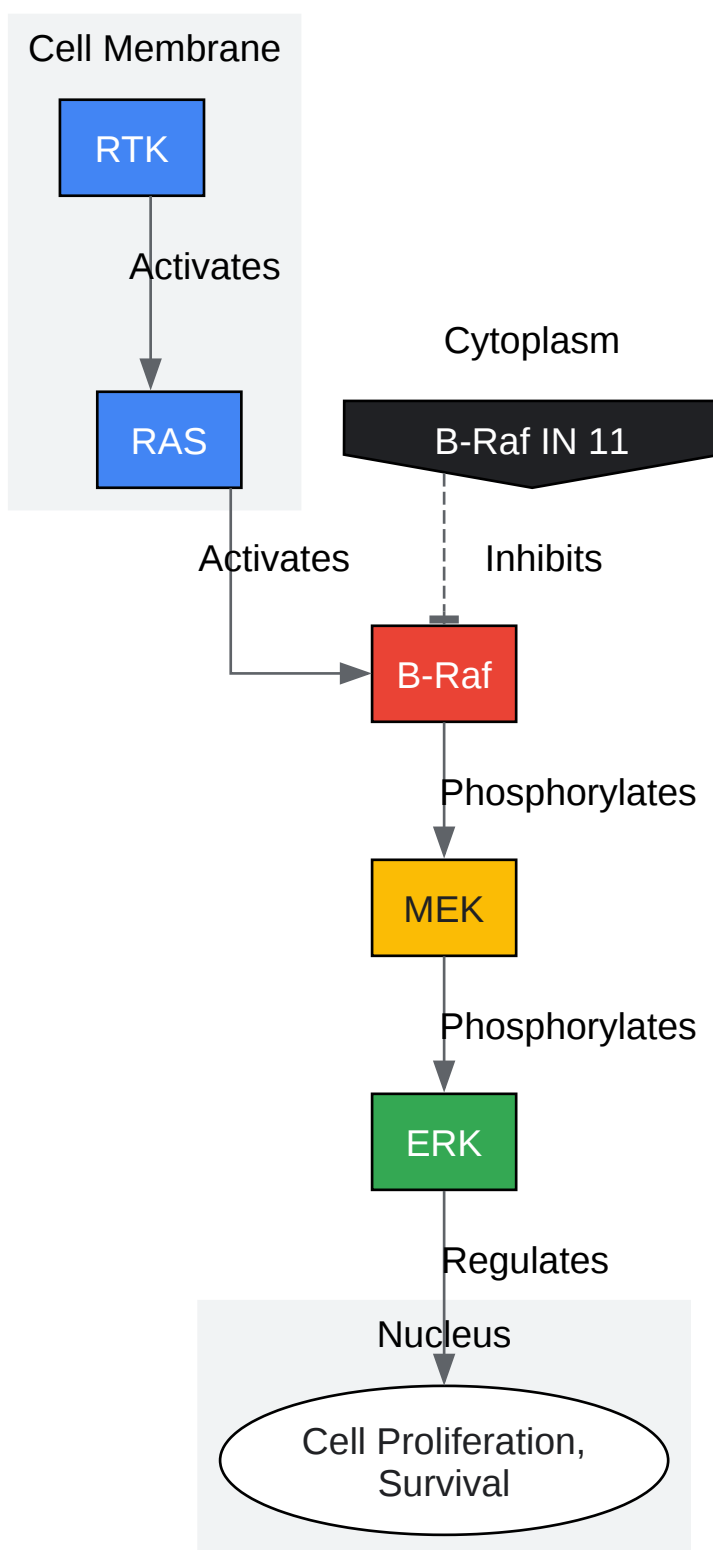 Cell Membrane
RTK
Activates
Cytoplasm
RAS
B-Raf IN 11
Activates
Inhibits
B-Raf
Phosphorylates
MEK
Phosphorylates
ERK
Regulates
Nucleus
Cell Proliferation,
Survival